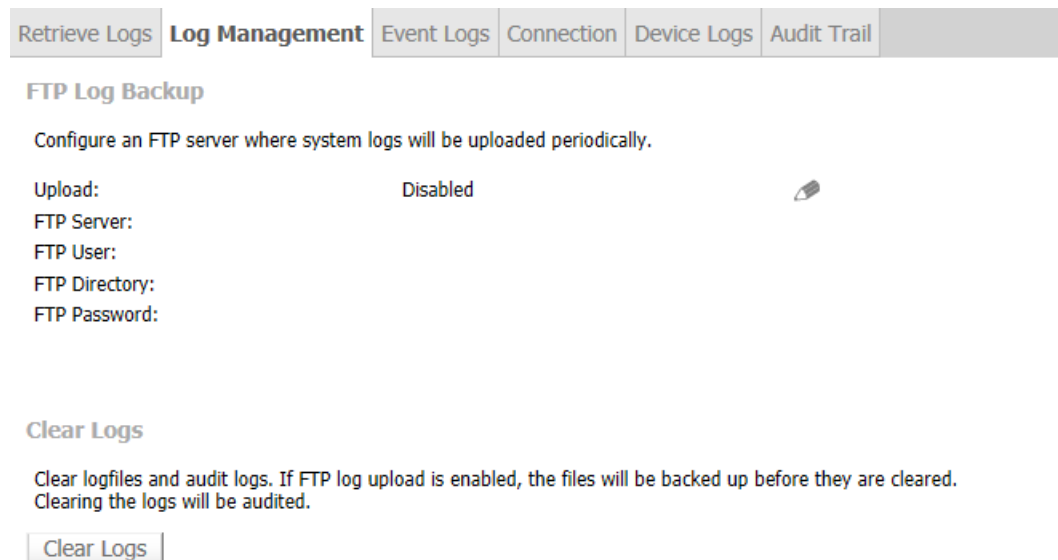 Retrieve Logs Log Management Event Logs Connection Device Logs Audit Trail
FTP Log Backup
Configure an FTP server where system logs will be uploaded periodically.
Upload: Disabled
FTP Server:
FTP User:
FTP Directory:
FTP Password:
Clear Logs
Clear logfiles and audit logs. If FTP log upload is enabled, the files will be backed up before they are cleared.
Clearing the logs will be audited.
Clear Logs